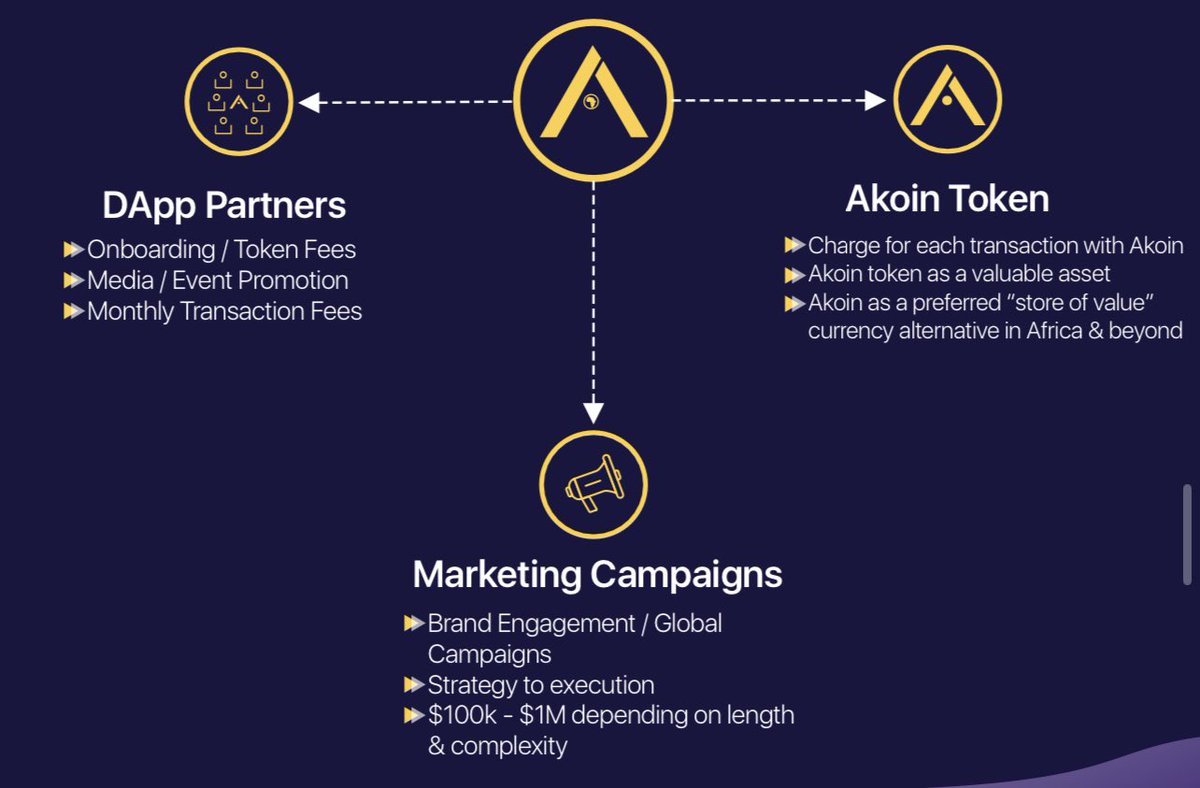 DApp Partners
Onboarding / Token Fees
Media / Event Promotion
Monthly Transaction Fees
Akoin Token
Charge for each transaction with Akoin
Akoin token as a valuable asset
Akoin as a preferred “store of value”
currency alternative in Africa & beyond
Marketing Campaigns
Brand Engagement / Global
Campaigns
Strategy to execution
$100k - $1M depending on length
& complexity